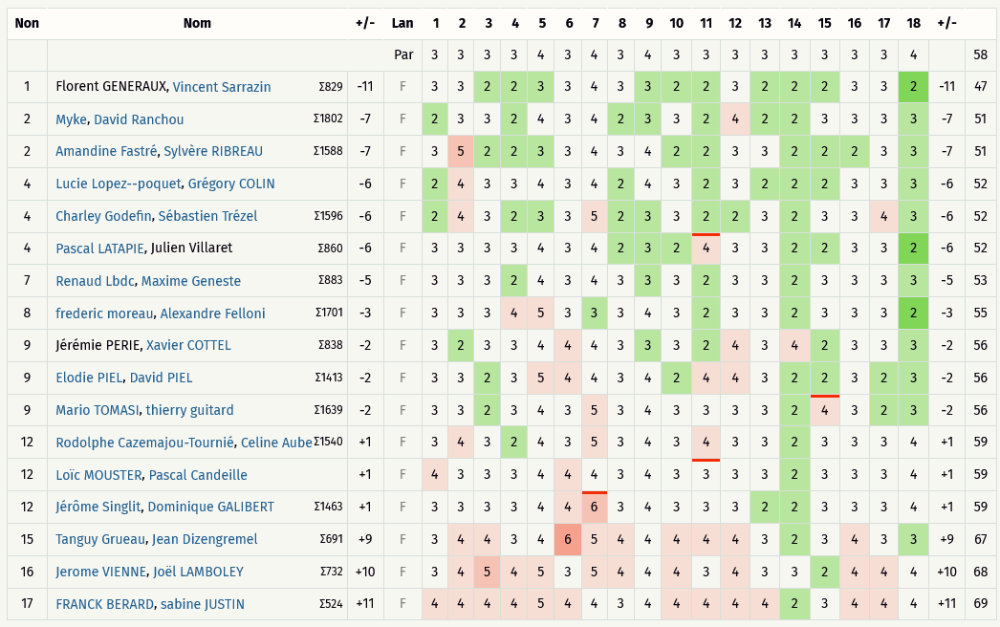 Non Nom +/- Lan 1 2 3 4 5 6 7 8 9 10 11 12 13 14 15 16 17 18 +/-
Par 3 3 3 3 4 3 4 3 4 3 3 3 3 3 3 3 3 4 58
1 Florent GENERAUX, Vincent Sarrazin Σ829 -11 F 3 3 2 2 3 3 4 3 3 2 2 3 2 2 2 3 3 2 -11 47
2 Myke, David Ranchou Σ1802 -7 F 2 3 3 2 4 3 4 2 3 3 2 4 2 2 3 3 3 3 -7 51
2 Amandine Fastré, Sylvère RIBREAU Σ1588 -7 F 3 5 2 2 3 3 4 3 4 2 2 3 3 2 2 2 3 3 -7 51
4 Lucie Lopez--poquet, Grégory COLIN -6 F 2 4 3 3 4 3 4 2 4 3 2 3 2 2 2 3 3 3 -6 52
4 Charley Godefin, Sébastien Trézel Σ1596 -6 F 2 4 3 2 3 3 5 2 3 3 2 2 3 2 3 3 4 3 -6 52
4 Pascal LATAPIE, Julien Villaret Σ860 -6 F 3 3 3 3 4 3 4 2 3 2 4 3 3 2 2 3 3 2 -6 52
7 Renaud Lbdc, Maxime Geneste Σ883 -5 F 3 3 3 2 4 3 4 3 3 3 2 3 3 2 3 3 3 3 -5 53
8 frederic moreau, Alexandre Felloni Σ1701 -3 F 3 3 3 4 5 3 3 3 4 3 2 3 3 2 3 3 3 2 -3 55
9 Jérémie PERIE, Xavier COTTEL Σ838 -2 F 3 2 3 3 4 4 4 3 3 3 2 4 3 4 2 3 3 3 -2 56
9 Elodie PIEL, David PIEL Σ1413 -2 F 3 3 2 3 5 4 4 3 4 2 4 4 3 2 2 3 2 3 -2 56
9 Mario TOMASI, thierry guitard Σ1639 -2 F 3 3 2 3 4 3 5 3 4 3 3 3 3 2 4 3 2 3 -2 56
12 Rodolphe Cazemajou-Tournié, Celine Aube Σ1540 +1 F 3 4 3 2 4 3 5 3 4 3 4 3 3 2 3 3 3 4 +1 59
12 Loïc MOUSTER, Pascal Candeille +1 F 4 3 3 3 4 4 4 3 4 3 3 3 3 2 3 3 3 4 +1 59
12 Jérôme Singlit, Dominique GALIBERT Σ1463 +1 F 3 3 3 3 4 4 6 3 4 3 3 3 2 2 3 3 3 4 +1 59
15 Tanguy Grueau, Jean Dizengremel Σ691 +9 F 3 4 4 3 4 6 5 4 4 4 4 4 3 2 3 4 3 3 +9 67
16 Jerome VIENNE, Joël LAMBOLEY Σ732 +10 F 3 4 5 4 5 3 5 4 4 4 3 4 3 3 2 4 4 4 +10 68
17 FRANCK BERARD, sabine JUSTIN Σ524 +11 F 4 4 4 4 5 4 4 3 4 4 4 4 4 2 3 4 4 4 +11 69